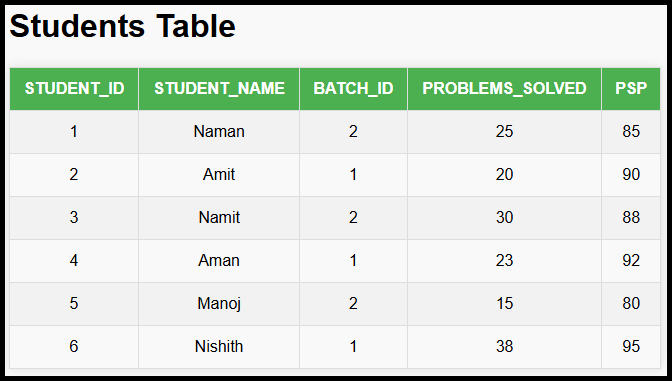 Students Table
STUDENT_ID STUDENT_NAME BATCH_ID PROBLEMS_SOLVED PSP
1 Naman 2 25 85
2 Amit 1 20 90
3 Namit 2 30 88
4 Aman 1 23 92
5 Manoj 2 15 80
6 Nishith 1 38 95